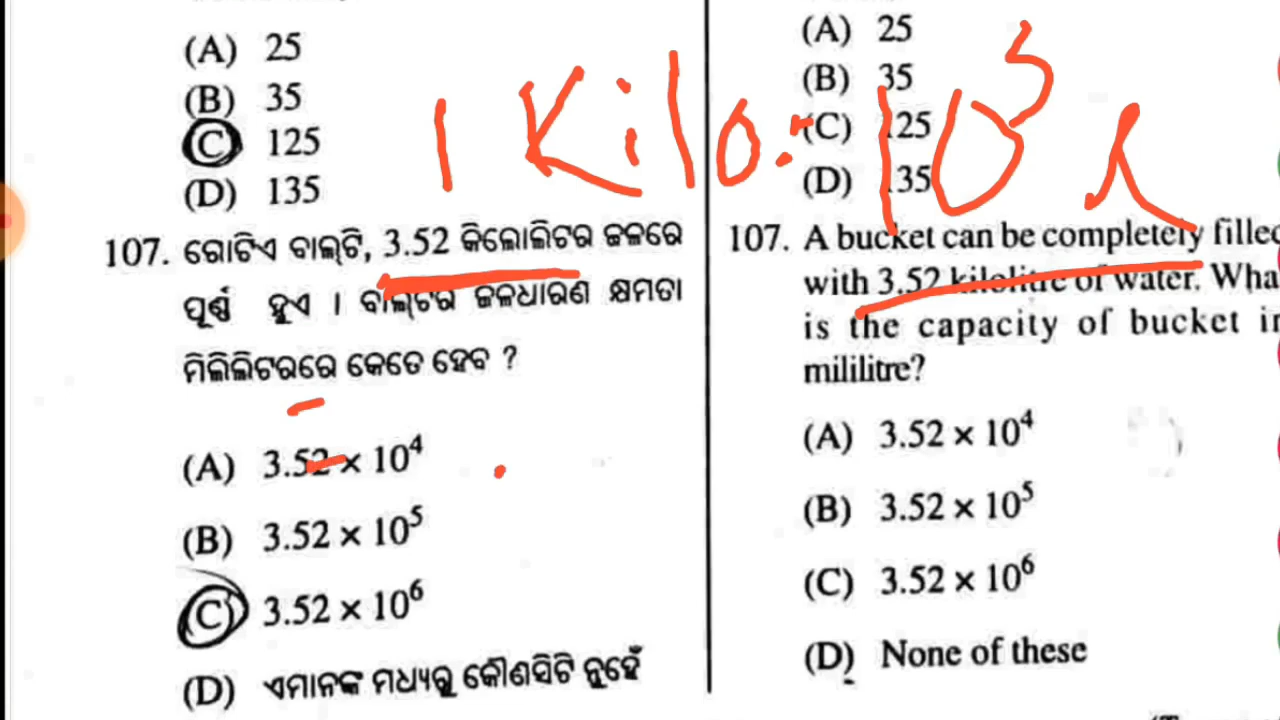 (A) 25
(B) 35
(C) 125
(D) 135
107. ଗୋଟିଏ ବାଲ୍‌ଟି, 3.52 କିଲୋଲିଟର ଜଳରେ
ପୂର୍ଣ୍ଣ ହୁଏ । ବାଲ୍‌ଟିର ଜଳଧାରଣ କ୍ଷମତା
ମିଲିଲିଟରରେ କେତେ ହେବ ?
(A) 3.52 × 10⁴
(B) 3.52 × 10⁵
(C) 3.52 × 10⁶
(D) ଏମାନଙ୍କ ମଧ୍ୟରୁ କୌଣସିଟି ନୁହେଁ
1 Kilo = 10³ l
(A) 25
(B) 35
(C) 125
(D) 135
107. A bucket can be completely filled
with 3.52 kilolitre of water. Wha
is the capacity of bucket in
mililitre?
(A) 3.52 × 10⁴
(B) 3.52 × 10⁵
(C) 3.52 × 10⁶
(D) None of these